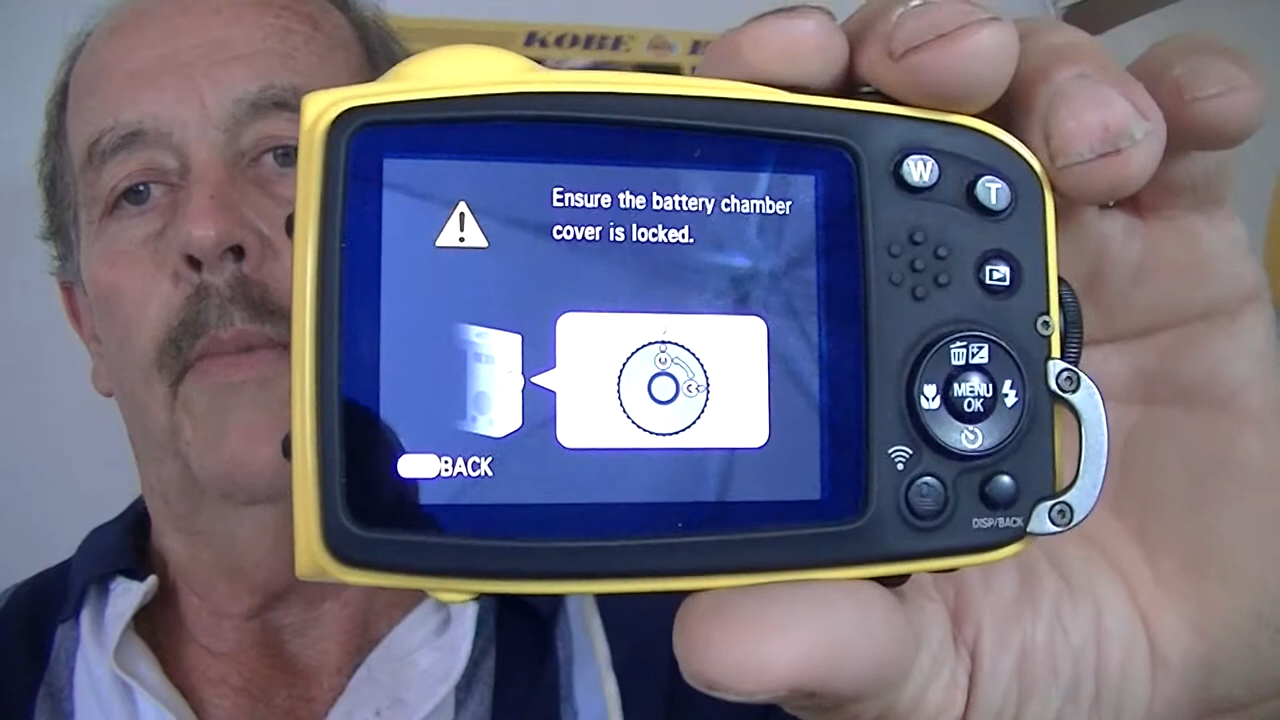 KOBE
Ensure the battery chamber
cover is locked.
BACK
W
T
MENU
OK
DISP/BACK